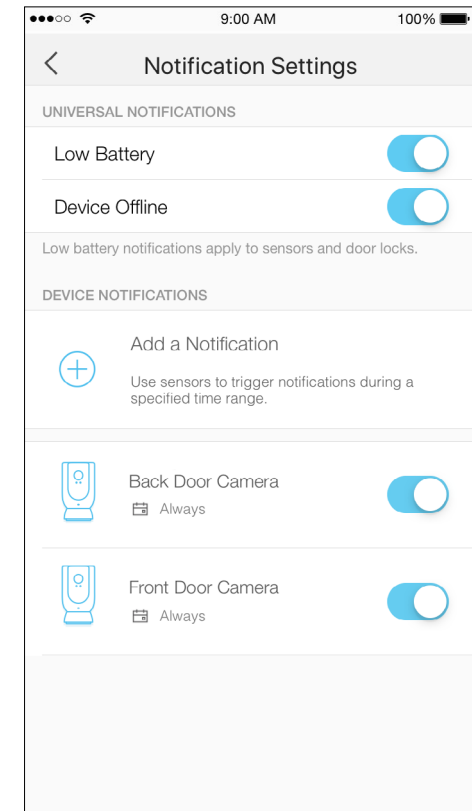 9:00 AM 100%
Notification Settings
UNIVERSAL NOTIFICATIONS
Low Battery
Device Offline
Low battery notifications apply to sensors and door locks.
DEVICE NOTIFICATIONS
Add a Notification
Use sensors to trigger notifications during a
specified time range.
Back Door Camera
Always
Front Door Camera
Always